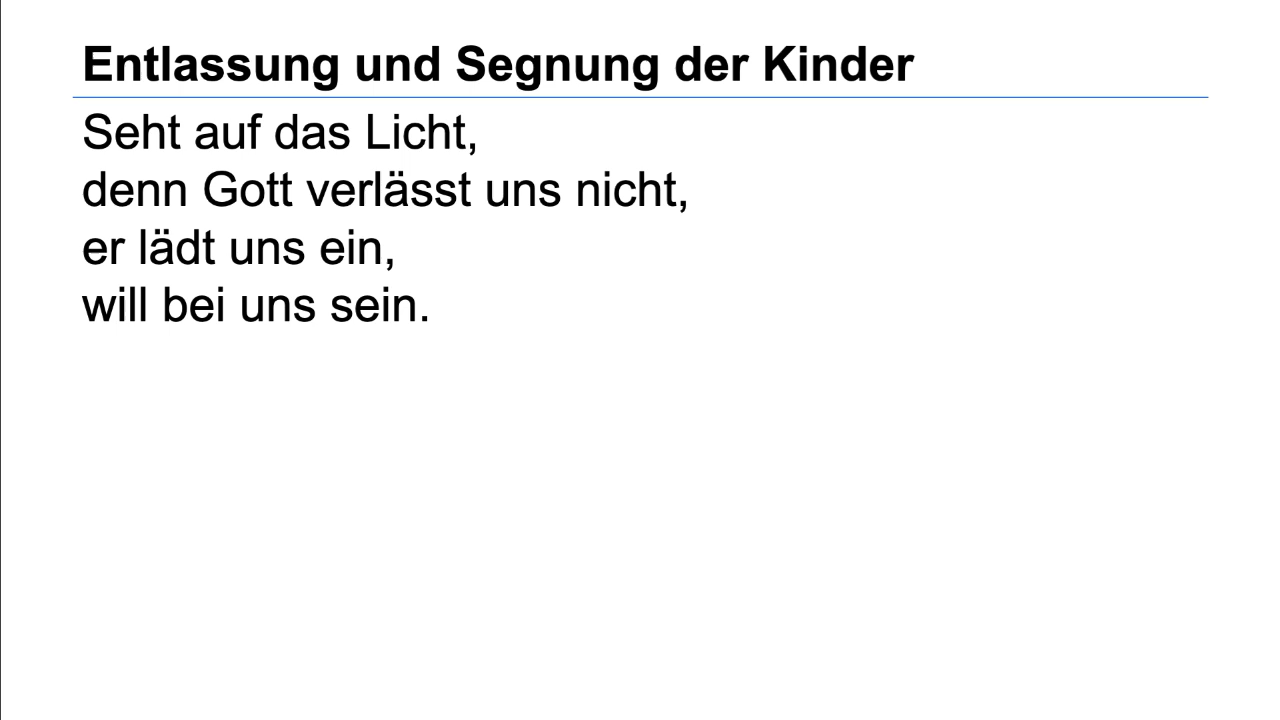 Entlassung und Segnung der Kinder
Seht auf das Licht,
denn Gott verlässt uns nicht,
er lädt uns ein,
will bei uns sein.